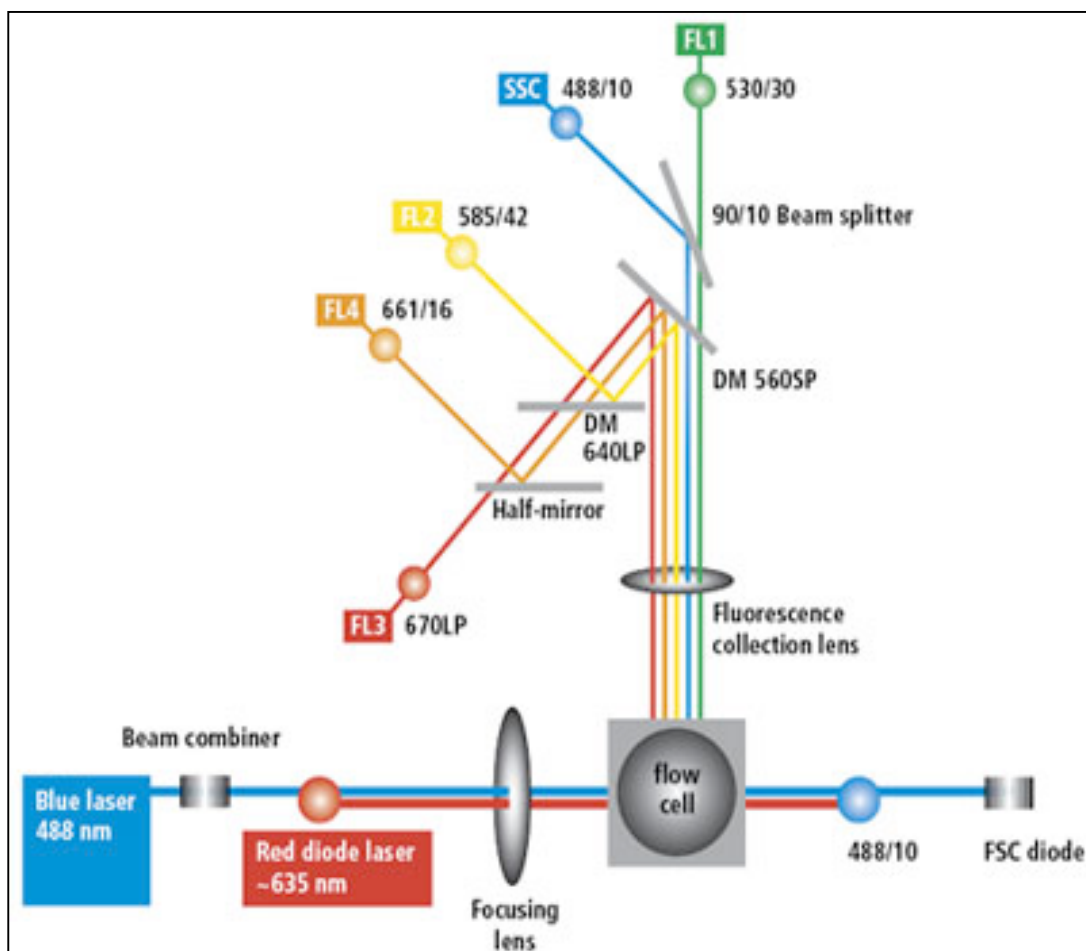 FL1
SSC
488/10
530/30
FL2
585/42
90/10 Beam splitter
FL4
661/16
DM 560SP
DM
640LP
Half-mirror
FL3
670LP
Fluorescence
collection lens
Beam combiner
Blue laser
488 nm
Red diode laser
~635 nm
Focusing
lens
flow
cell
488/10
FSC diode